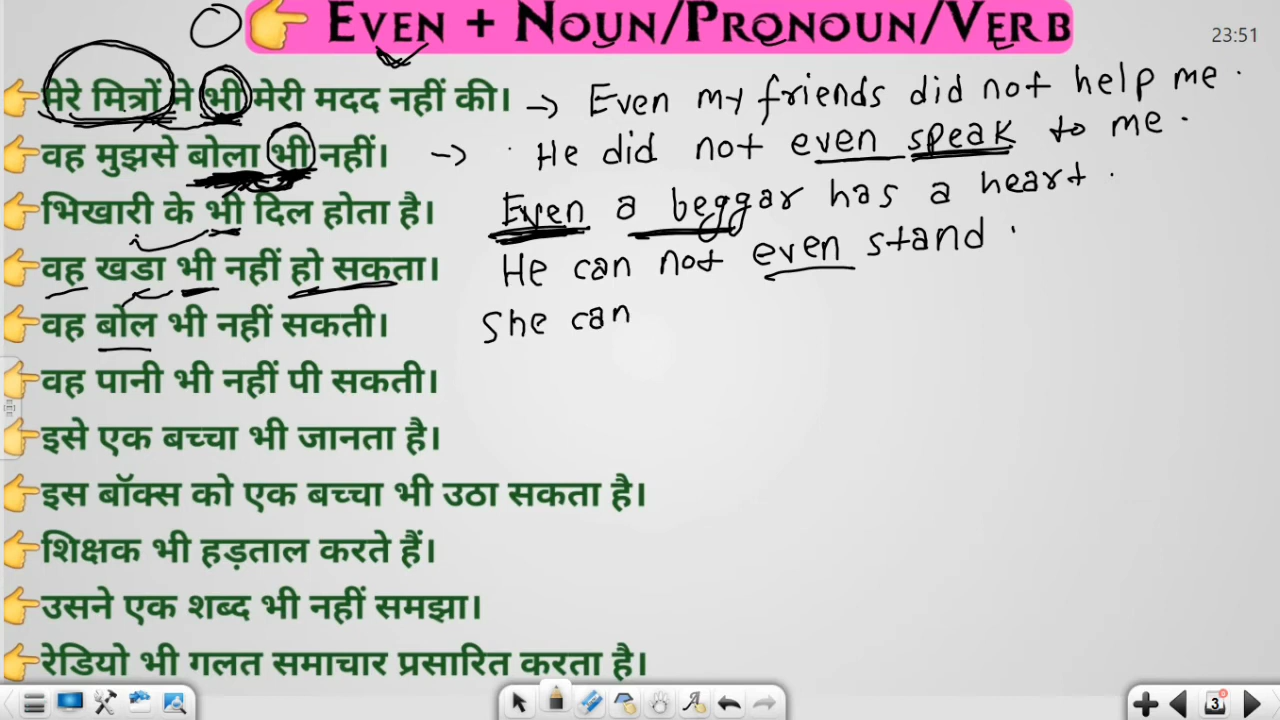 EVEN + NOUN/PRONOUN/VERB
23:51
मेरे मित्रों ने भी मेरी मदद नहीं की। → Even my friends did not help me.
वह मुझसे बोला भी नहीं। → He did not even speak to me.
भिखारी के भी दिल होता है। Even a beggar has a heart.
वह खडा भी नहीं हो सकता। He can not even stand.
वह बोल भी नहीं सकती। She can
वह पानी भी नहीं पी सकती।
इसे एक बच्चा भी जानता है।
इस बॉक्स को एक बच्चा भी उठा सकता है।
शिक्षक भी हड़ताल करते हैं।
उसने एक शब्द भी नहीं समझा।
रेडियो भी गलत समाचार प्रसारित करता है।
3